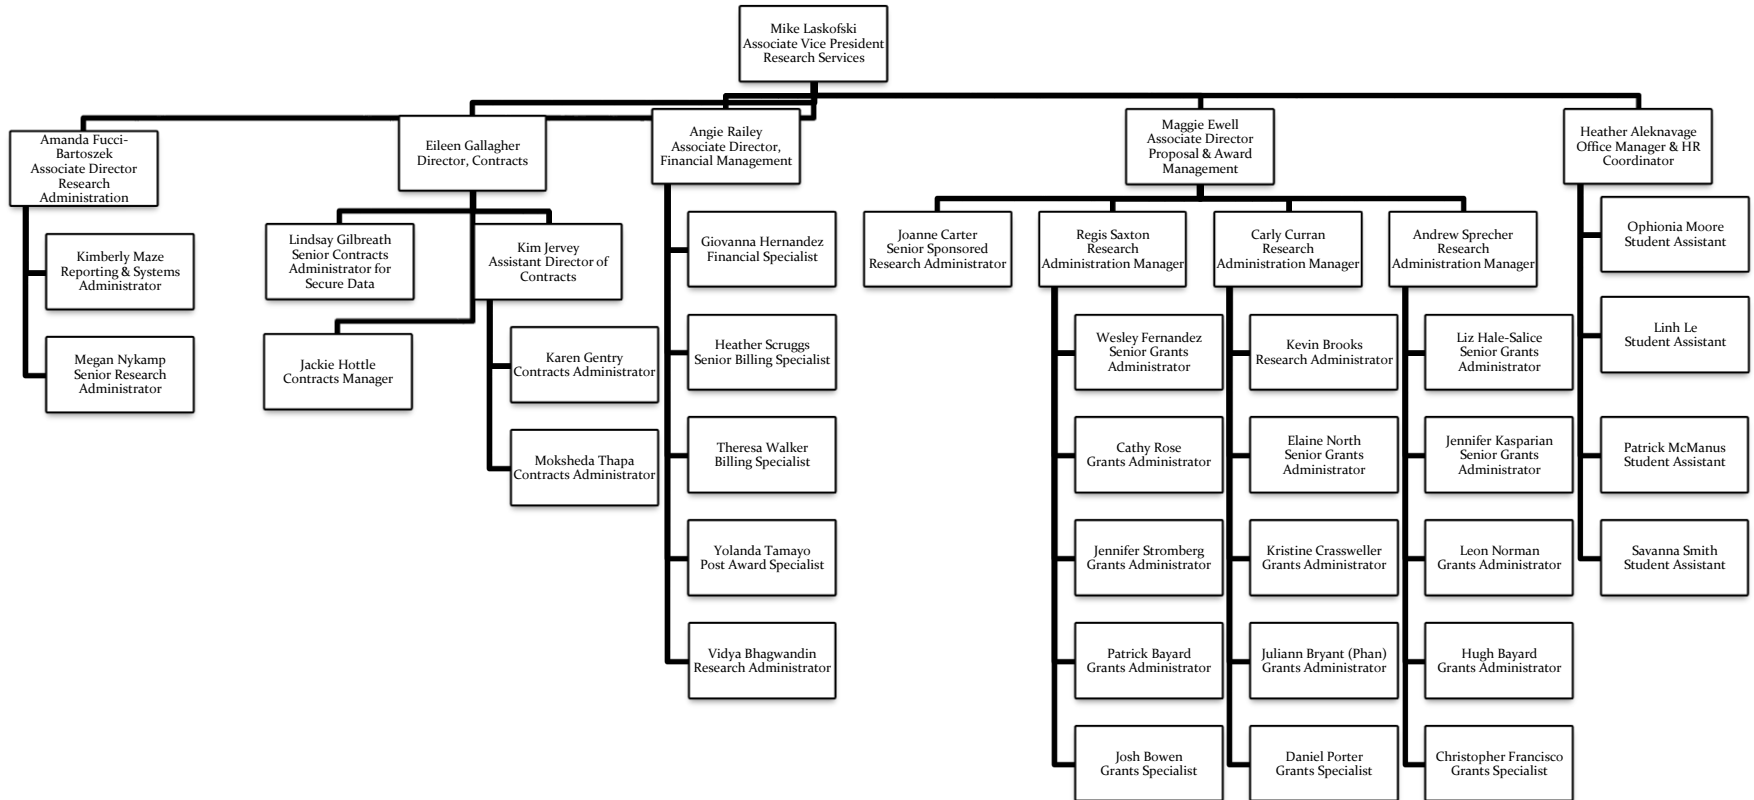 Mike Laskofski
Associate Vice President
Research Services
Amanda Fucci-
Bartoszek
Associate Director
Research
Administration
Kimberly Maze
Reporting & Systems
Administrator
Megan Nykamp
Senior Research
Administrator
Eileen Gallagher
Director, Contracts
Lindsay Gilbreath
Senior Contracts
Administrator for
Secure Data
Kim Jervey
Assistant Director of
Contracts
Jackie Hottle
Contracts Manager
Karen Gentry
Contracts Administrator
Moksheda Thapa
Contracts Administrator
Angie Railey
Associate Director,
Financial Management
Giovanna Hernandez
Financial Specialist
Heather Scruggs
Senior Billing Specialist
Theresa Walker
Billing Specialist
Yolanda Tamayo
Post Award Specialist
Vidya Bhagwandin
Research Administrator
Maggie Ewell
Associate Director
Proposal & Award
Management
Joanne Carter
Senior Sponsored
Research Administrator
Regis Saxton
Research
Administration Manager
Wesley Fernandez
Senior Grants
Administrator
Cathy Rose
Grants Administrator
Jennifer Stromberg
Grants Administrator
Patrick Bayard
Grants Administrator
Josh Bowen
Grants Specialist
Carly Curran
Research
Administration Manager
Kevin Brooks
Research Administrator
Elaine North
Senior Grants
Administrator
Kristine Crassweller
Grants Administrator
Juliann Bryant (Phan)
Grants Administrator
Daniel Porter
Grants Specialist
Andrew Sprecher
Research
Administration Manager
Liz Hale-Salice
Senior Grants
Administrator
Jennifer Kasparian
Senior Grants
Administrator
Leon Norman
Grants Administrator
Hugh Bayard
Grants Administrator
Christopher Francisco
Grants Specialist
Heather Aleknavage
Office Manager & HR
Coordinator
Ophionia Moore
Student Assistant
Linh Le
Student Assistant
Patrick McManus
Student Assistant
Savanna Smith
Student Assistant